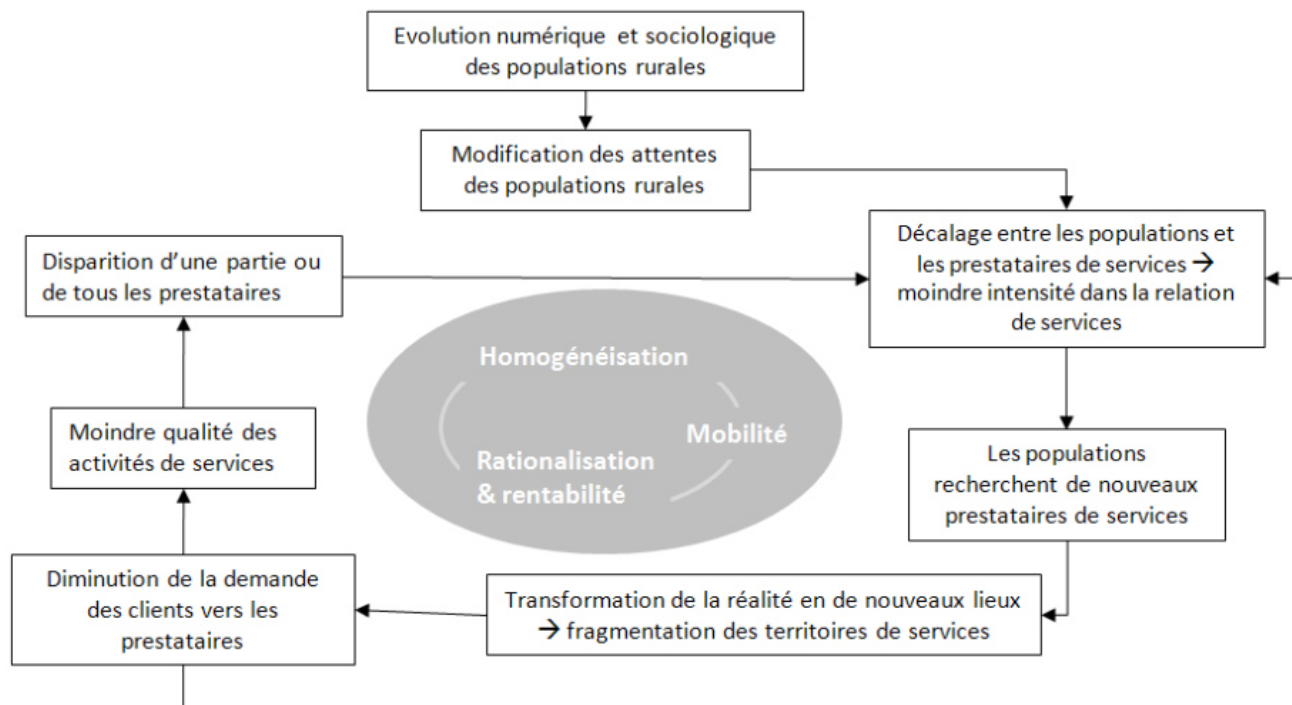 Evolution numérique et sociologique
des populations rurales
Modification des attentes
des populations rurales
Décalage entre les populations et
les prestataires de services →
moindre intensité dans la relation
de services
Disparition d’une partie ou
de tous les prestataires
Homogénéisation
Mobilité
Rationalisation
& rentabilité
Moindre qualité des
activités de services
Les populations
recherchent de nouveaux
prestataires de services
Diminution de la demande
des clients vers les
prestataires
Transformation de la réalité en de nouveaux lieux
→ fragmentation des territoires de services